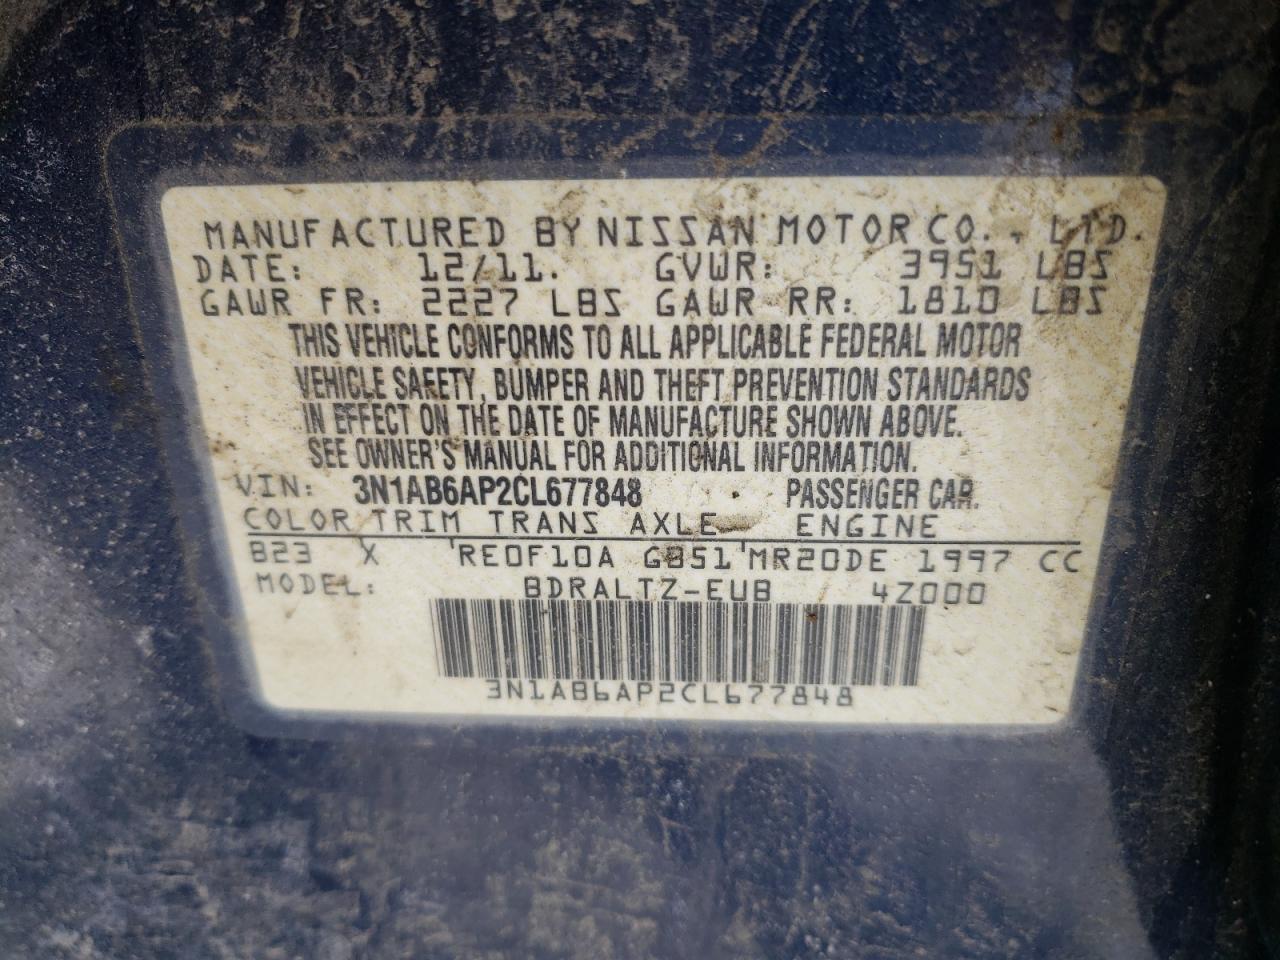 MANUFACTURED BY NISSAN MOTOR CO., LTD.
DATE: 12/11. GVWR: 3951 LBS
GAWR FR: 2227 LBS GAWR RR: 1810 LBS
THIS VEHICLE CONFORMS TO ALL APPLICABLE FEDERAL MOTOR
VEHICLE SAFETY, BUMPER AND THEFT PREVENTION STANDARDS
IN EFFECT ON THE DATE OF MANUFACTURE SHOWN ABOVE.
SEE OWNER'S MANUAL FOR ADDITIONAL INFORMATION.
VIN: 3N1AB6AP2CL677848 PASSENGER CAR.
COLOR TRIM TRANS AXLE ENGINE
B23 X RE0F10A GB51 MR20DE 1997 CC
MODEL: BDRALTZ-EUB 4Z000
3N1AB6AP2CL677848